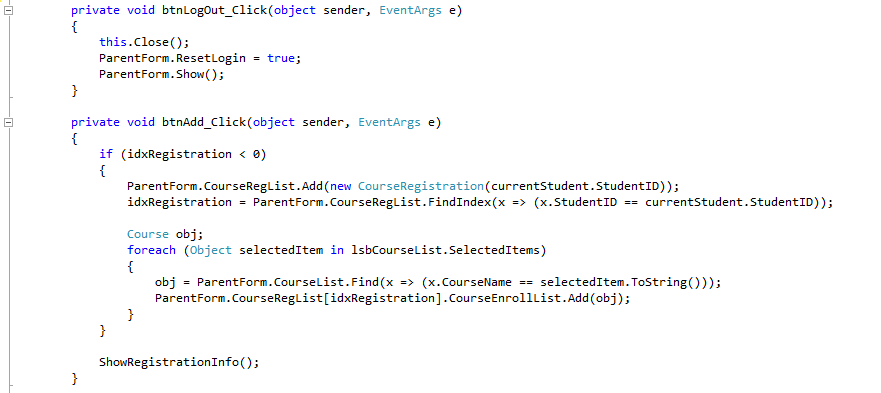 private void btnLogOut_Click(object sender, EventArgs e)
{
    this.Close();
    ParentForm.ResetLogin = true;
    ParentForm.Show();
}

private void btnAdd_Click(object sender, EventArgs e)
{
    if (idxRegistration < 0)
    {
        ParentForm.CourseRegList.Add(new CourseRegistration(currentStudent.StudentID));
        idxRegistration = ParentForm.CourseRegList.FindIndex(x => (x.StudentID == currentStudent.StudentID));

        Course obj;
        foreach (Object selectedItem in lsbCourseList.SelectedItems)
        {
            obj = ParentForm.CourseList.Find(x => (x.CourseName == selectedItem.ToString()));
            ParentForm.CourseRegList[idxRegistration].CourseEnrollList.Add(obj);
        }
    }

    ShowRegistrationInfo();
}